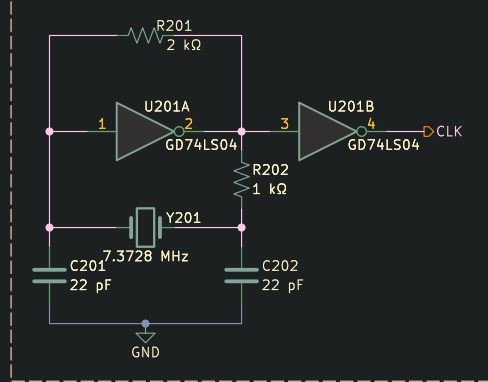 R201
2 kΩ
U201A
U201B
1
2
3
4
CLK
GD74LS04
GD74LS04
R202
1 kΩ
Y201
7.3728 MHz
C201
22 pF
C202
22 pF
GND